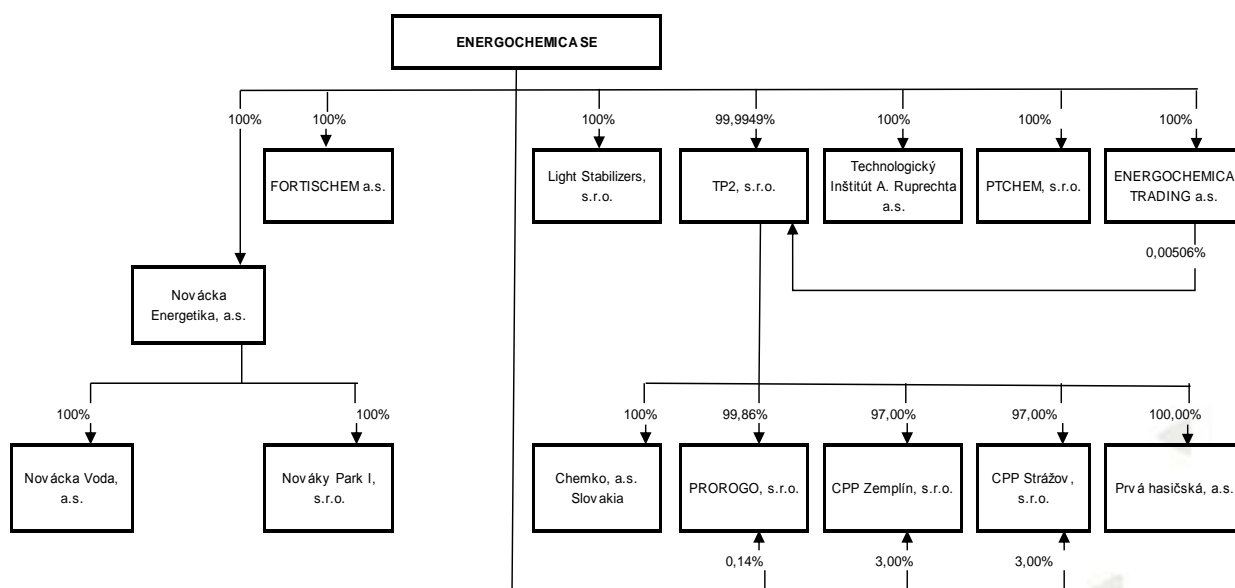 ENERGOCHEMICA SE
100%
100%
100%
99,9949%
100%
100%
100%
FORTISCHEM a.s.
Light Stabilizers,
s.r.o.
TP2, s.r.o.
Technologický
Inštitút A. Ruprechta
a.s.
PTCHEM, s.r.o.
ENERGOCHEMICA
TRADING a.s.
0,00506%
Novácka
Energetika, a.s.
100%
100%
100%
99,86%
97,00%
97,00%
100,00%
Novácka Voda,
a.s.
Nováky Park I,
s.r.o.
Chemko, a.s.
Slovakia
PROROGO, s.r.o.
CPP Zemplín, s.r.o.
CPP Strážov,
s.r.o.
Prvá hasičská, a.s.
0,14%
3,00%
3,00%